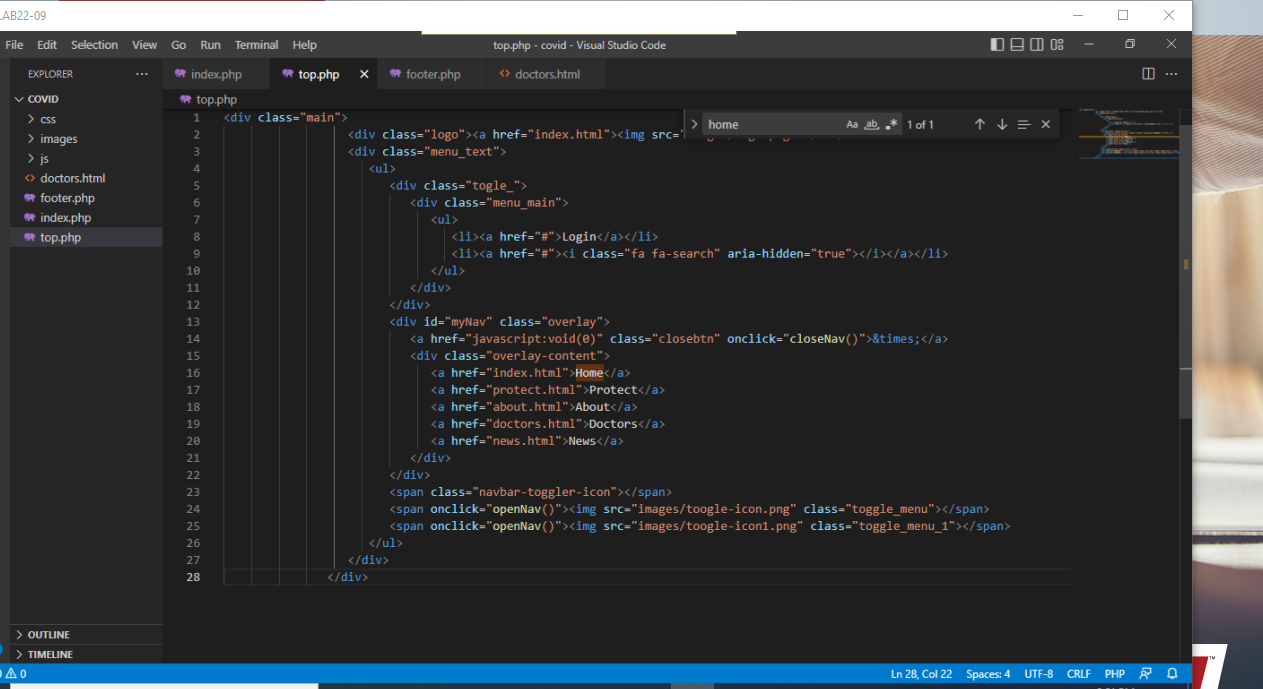 LAB22-09
File Edit Selection View Go Run Terminal Help
top.php - covid - Visual Studio Code
EXPLORER
index.php
top.php
footer.php
doctors.html
COVID
css
images
js
doctors.html
footer.php
index.php
top.php
OUTLINE
TIMELINE
top.php
home
Aa ab .* 1 of 1
1 <div class="main">
2 <div class="logo"><a href="index.html"><img src="
3 <div class="menu_text">
4 <ul>
5 <div class="togle_">
6 <div class="menu_main">
7 <ul>
8 <li><a href="#">Login</a></li>
9 <li><a href="#"><i class="fa fa-search" aria-hidden="true"></i></a></li>
10 </ul>
11 </div>
12 </div>
13 <div id="myNav" class="overlay">
14 <a href="javascript:void(0)" class="closebtn" onclick="closeNav()">&times;</a>
15 <div class="overlay-content">
16 <a href="index.html">Home</a>
17 <a href="protect.html">Protect</a>
18 <a href="about.html">About</a>
19 <a href="doctors.html">Doctors</a>
20 <a href="news.html">News</a>
21 </div>
22 </div>
23 <span class="navbar-toggler-icon"></span>
24 <span onclick="openNav()"><img src="images/toogle-icon.png" class="toggle_menu"></span>
25 <span onclick="openNav()"><img src="images/toogle-icon1.png" class="toggle_menu_1"></span>
26 </ul>
27 </div>
28 </div>
0
Ln 28, Col 22 Spaces: 4 UTF-8 CRLF PHP